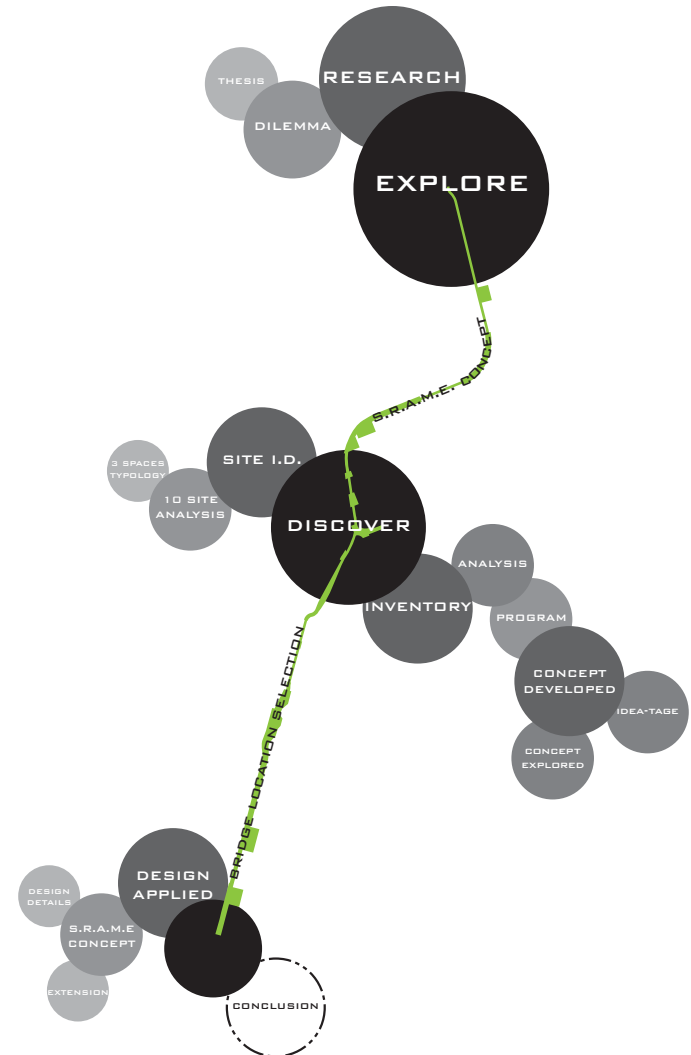 RESEARCH
THESIS
DILEMMA
EXPLORE
S.R.A.M.E. CONCEPT
SITE I.D.
3 SPACES
TYPOLOGY
10 SITE
ANALYSIS
DISCOVER
ANALYSIS
INVENTORY
PROGRAM
CONCEPT
DEVELOPED
IDEA-TAGE
CONCEPT
EXPLORED
BRIDGE LOCATION SELECTION
DESIGN
APPLIED
DESIGN
DETAILS
S.R.A.M.E
CONCEPT
EXTENSION
CONCLUSION